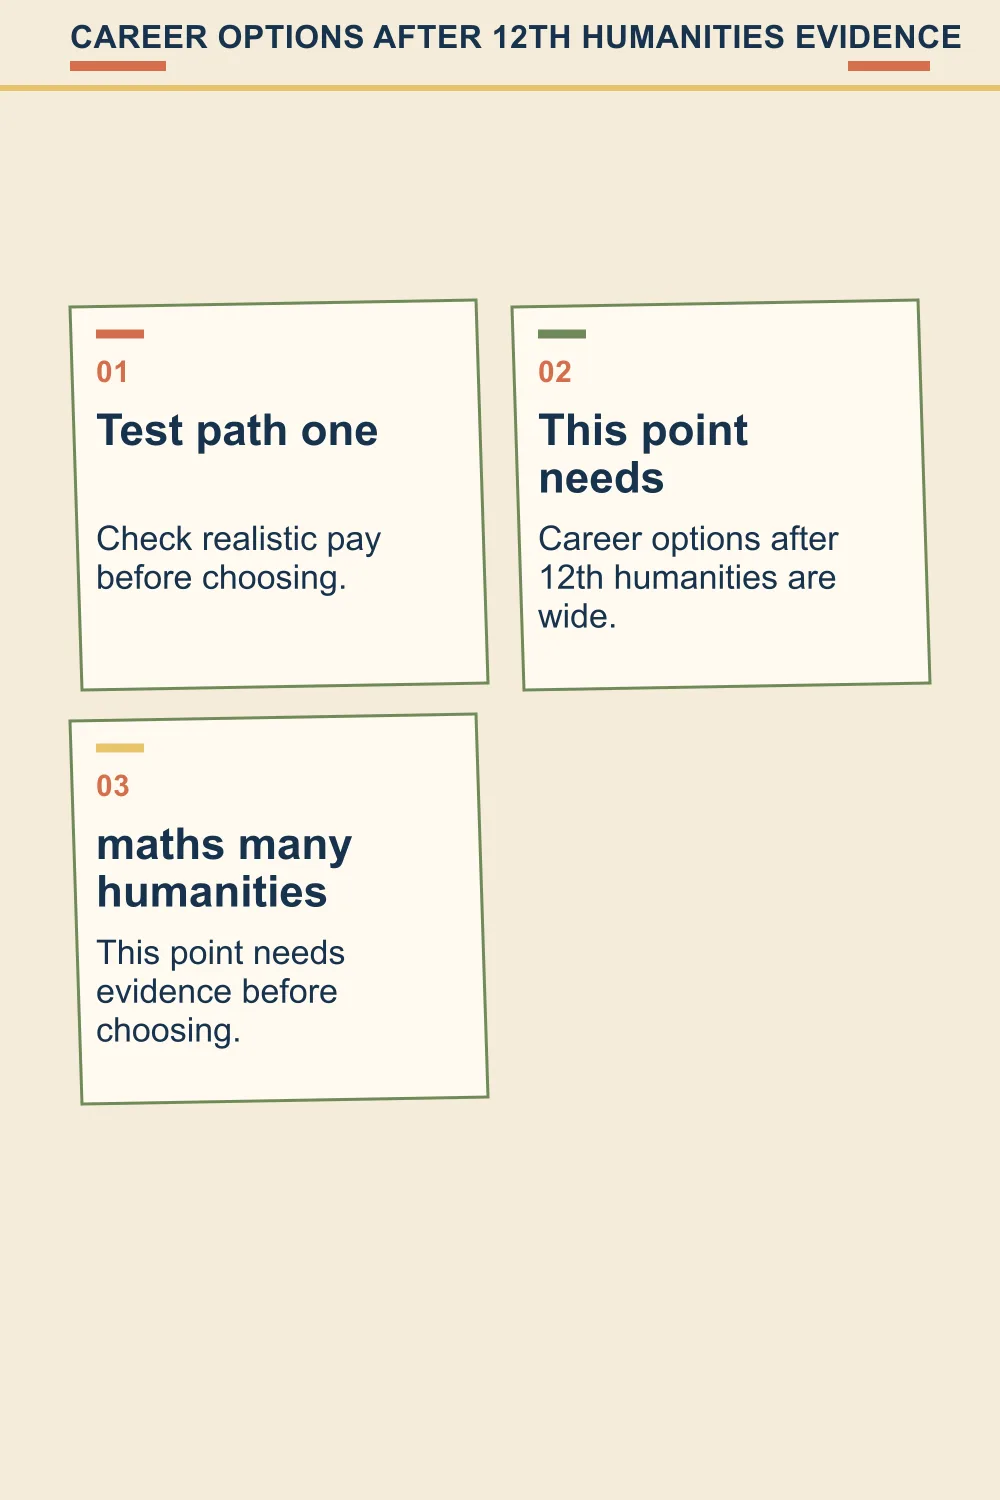 CAREER OPTIONS AFTER 12TH HUMANITIES EVIDENCE
01
Test path one
Check realistic pay
before choosing.
02
This point
needs
Career options after
12th humanities are
wide.
03
maths many
humanities
This point needs
evidence before
choosing.